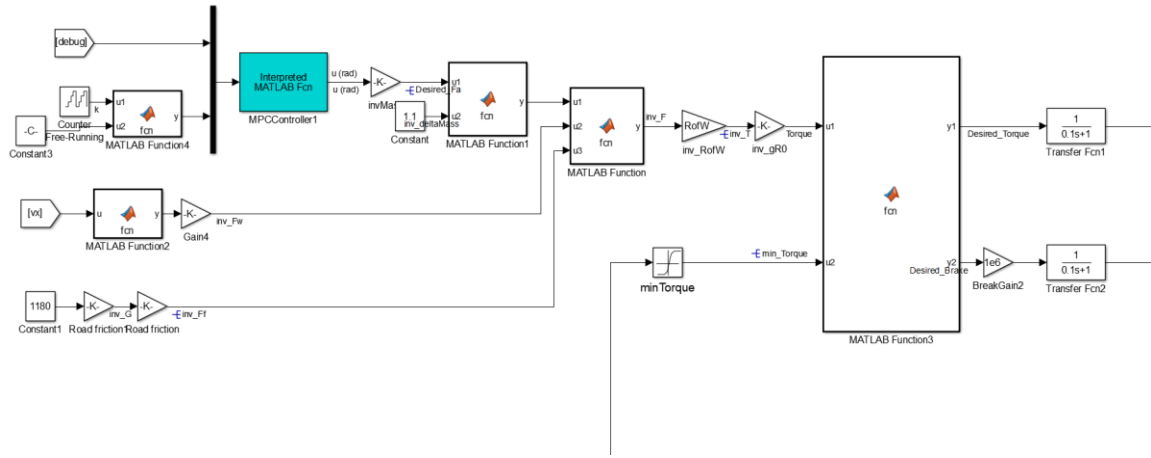 [debug]
Interpreted
MATLAB Fcn
MPCController1
u (rad)
u (rad)
-K-
Desired_Fa
u1
u2
y
fcn
MATLAB Function1
1.1
inv_deltaMass
Constant
k
u1
u2
y
fcn
MATLAB Function4
Counter
Free-Running
-C-
Constant3
u1
u2
u3
y
fcn
MATLAB Function
inv_F
RofW
inv_RofW
inv_T
-K-
inv_gR0
Torque
u1
u2
y1
y2
fcn
MATLAB Function3
Desired_Torque
1
0.1s+1
Transfer Fcn1
[vx]
u
y
fcn
MATLAB Function2
-K-
Gain4
inv_Fw
minTorque
min_Torque
Desired_Brake
1e6
BreakGain2
1
0.1s+1
Transfer Fcn2
1180
Constant1
-K-
Road friction1
inv_G
-K-
Road friction
inv_Ff